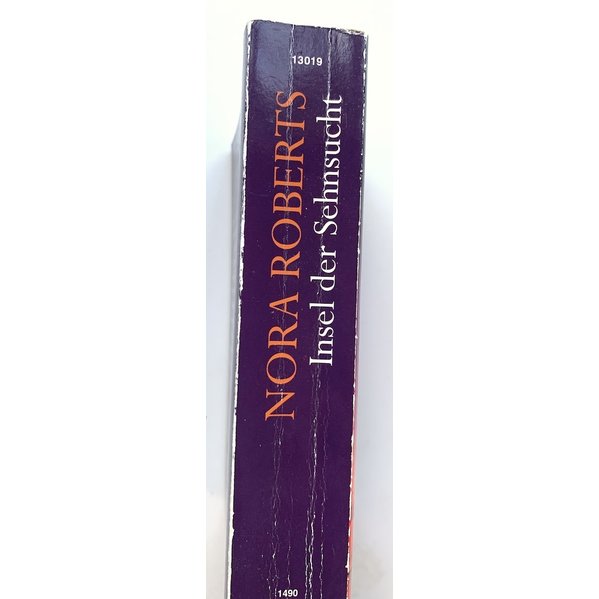 13019
NORA ROBERTS
Insel der Sehnsucht
1490